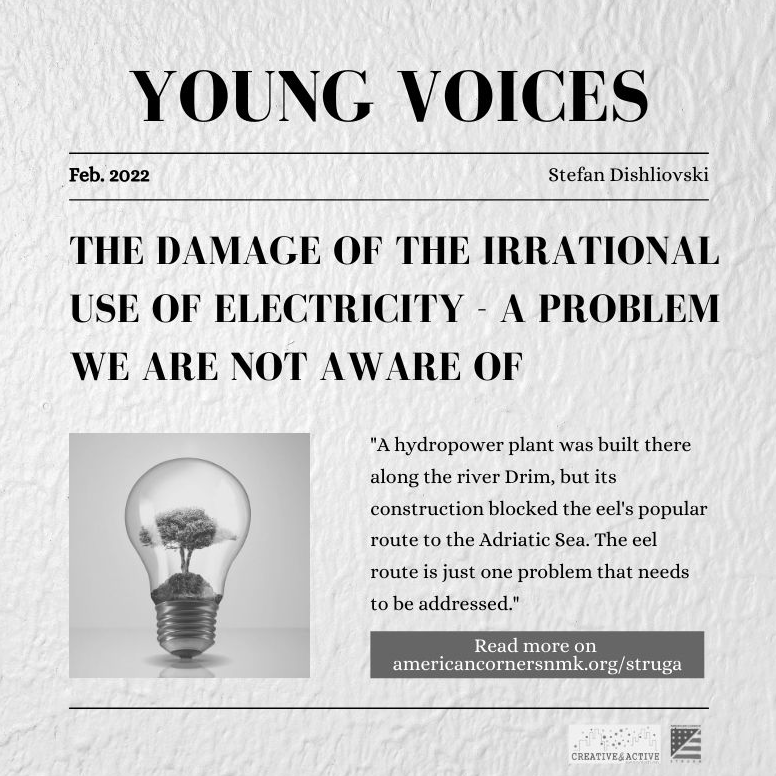 YOUNG VOICES
Feb. 2022
Stefan Dishliovski
THE DAMAGE OF THE IRRATIONAL
USE OF ELECTRICITY - A PROBLEM
WE ARE NOT AWARE OF
"A hydropower plant was built there
along the river Drim, but its
construction blocked the eel's popular
route to the Adriatic Sea. The eel
route is just one problem that needs
to be addressed."
Read more on
americancornersnmk.org/struga
CREATIVE&ACTIVE
STRUGA